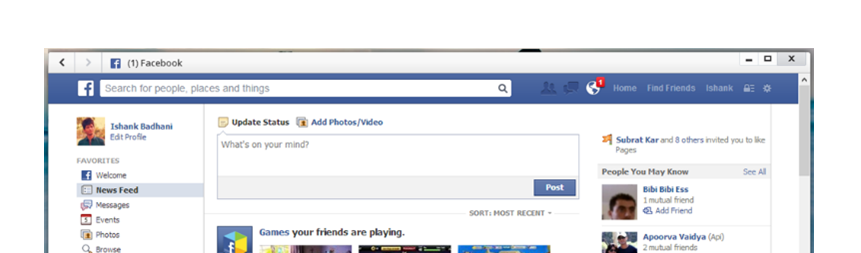 (1) Facebook
Search for people, places and things
1
Home
Find Friends
Ishank
Ishank Badhani
Edit Profile
FAVORITES
Welcome
News Feed
Messages
5
Events
Photos
Browse
Update Status
Add Photos/Video
What's on your mind?
Post
SORT: MOST RECENT
Games your friends are playing.
Subrat Kar and 8 others invited you to like
Pages
People You May Know
See All
Bibi Bibi Ess
1 mutual friend
Add Friend
Apoorva Vaidya (Api)
2 mutual friends